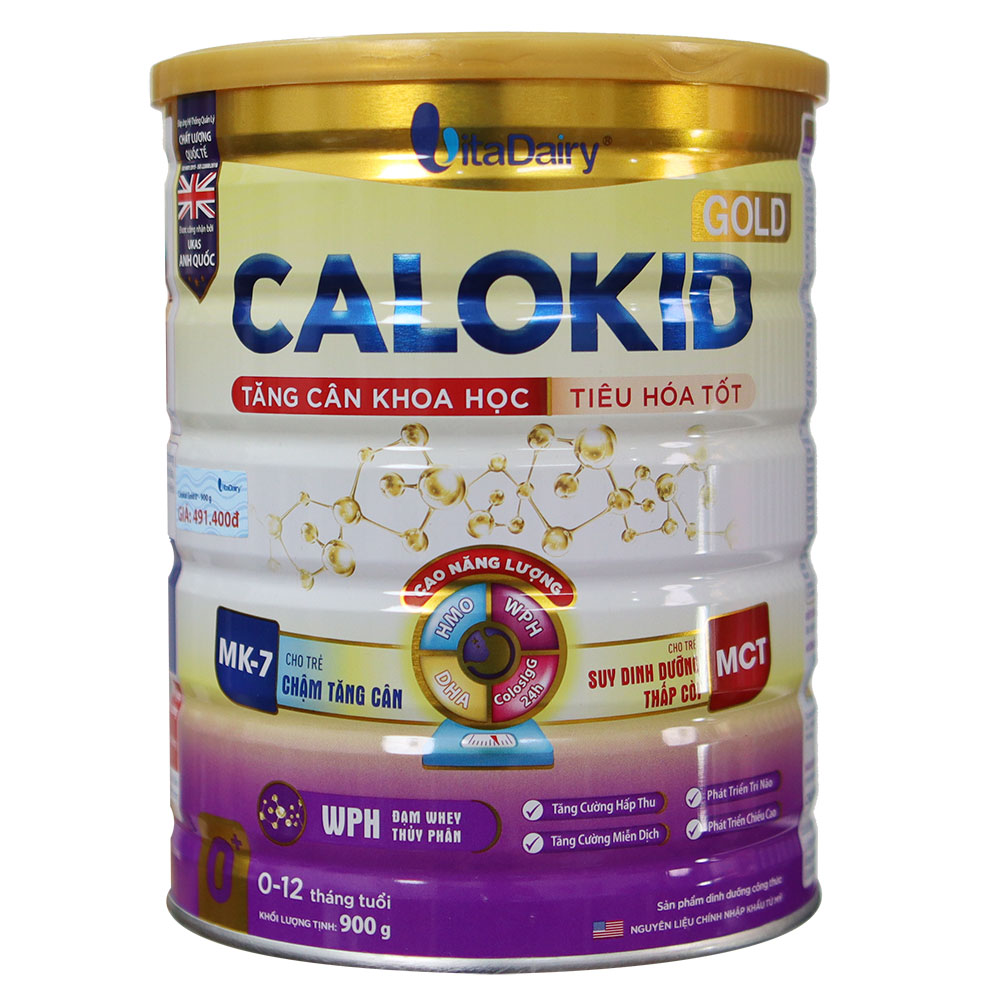 VitaDairy®
CHẤT LƯỢNG
QUỐC TẾ
UKAS
ANH QUỐC
GOLD
CALOKID
TĂNG CÂN KHOA HỌC
TIÊU HÓA TỐT
VitaDairy
900 g
GIÁ: 491.400đ
CAO NĂNG LƯỢNG
HMO
WPH
DHA
ColosIgG
24h
MK-7
CHO TRẺ
CHẬM TĂNG CÂN
CHO TRẺ
SUY DINH DƯỠNG
THẤP CÒI
MCT
WPH
ĐẠM WHEY
THỦY PHÂN
Tăng Cường Hấp Thu
Tăng Cường Miễn Dịch
Phát Triển Trí Não
Phát Triển Chiều Cao
0+
0-12 tháng tuổi
KHỐI LƯỢNG TỊNH: 900 g
Sản phẩm dinh dưỡng công thức
NGUYÊN LIỆU CHÍNH NHẬP KHẨU TỪ MỸ